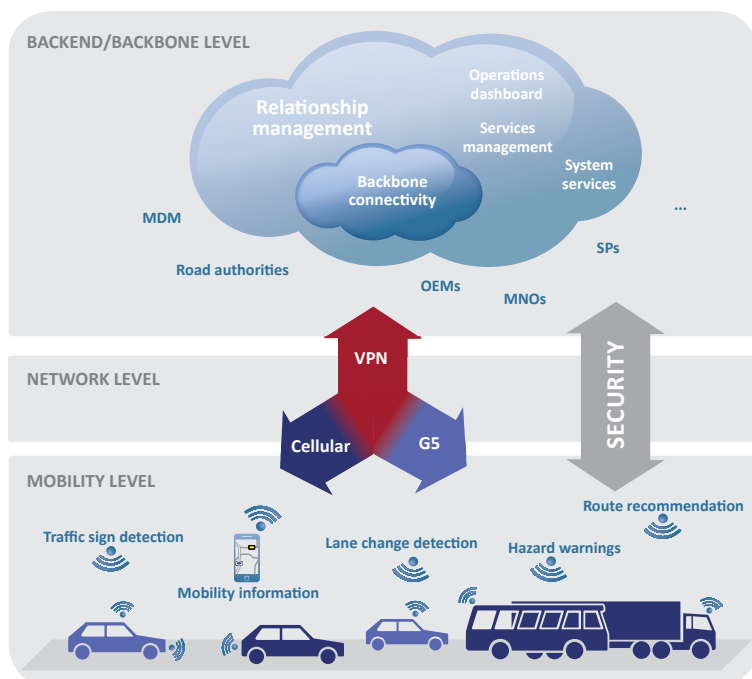 BACKEND/BACKBONE LEVEL
Operations
dashboard
Relationship
management
Services
management
System
services
Backbone
connectivity
MDM
...
Road authorities
SPs
OEMs
MNOs
VPN
NETWORK LEVEL
SECURITY
Cellular
G5
MOBILITY LEVEL
Route recommendation
Traffic sign detection
Lane change detection
Hazard warnings
Mobility information